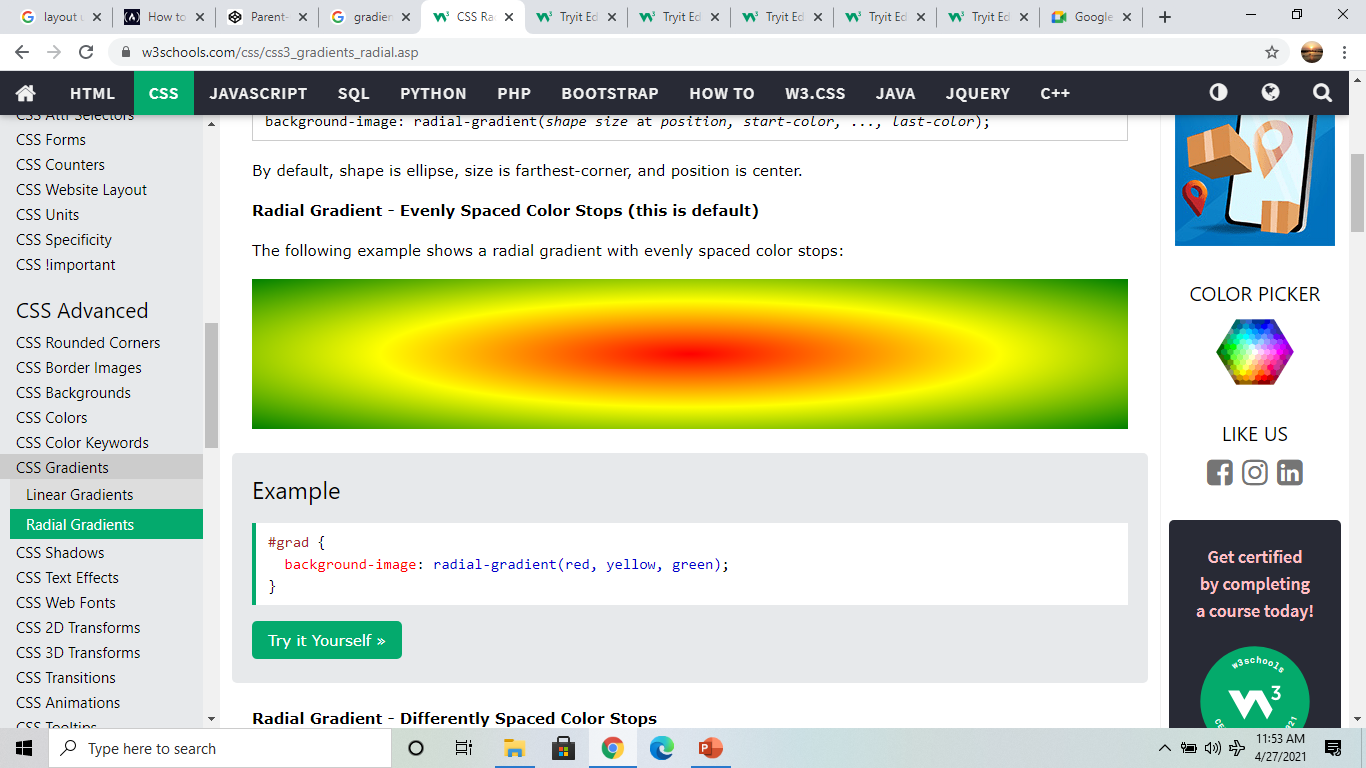 layout
How to
Parent-
gradien
CSS Ra
Tryit Ed
Tryit Ed
Tryit Ed
Tryit Ed
Tryit Ed
Google
w3schools.com/css/css3_gradients_radial.asp
HTML CSS JAVASCRIPT SQL PYTHON PHP BOOTSTRAP HOW TO W3.CSS JAVA JQUERY C++
CSS Attr Selectors
CSS Forms
CSS Counters
CSS Website Layout
CSS Units
CSS Specificity
CSS !important
CSS Advanced
CSS Rounded Corners
CSS Border Images
CSS Backgrounds
CSS Colors
CSS Color Keywords
CSS Gradients
Linear Gradients
Radial Gradients
CSS Shadows
CSS Text Effects
CSS Web Fonts
CSS 2D Transforms
CSS 3D Transforms
CSS Transitions
CSS Animations
CSS Tooltips
background-image: radial-gradient(shape size at position, start-color, ..., last-color);
By default, shape is ellipse, size is farthest-corner, and position is center.
Radial Gradient - Evenly Spaced Color Stops (this is default)
The following example shows a radial gradient with evenly spaced color stops:
Example
#grad {
background-image: radial-gradient(red, yellow, green);
}
Try it Yourself »
Radial Gradient - Differently Spaced Color Stops
COLOR PICKER
LIKE US
Get certified
by completing
a course today!
w3schools
W3
Type here to search
11:53 AM
4/27/2021